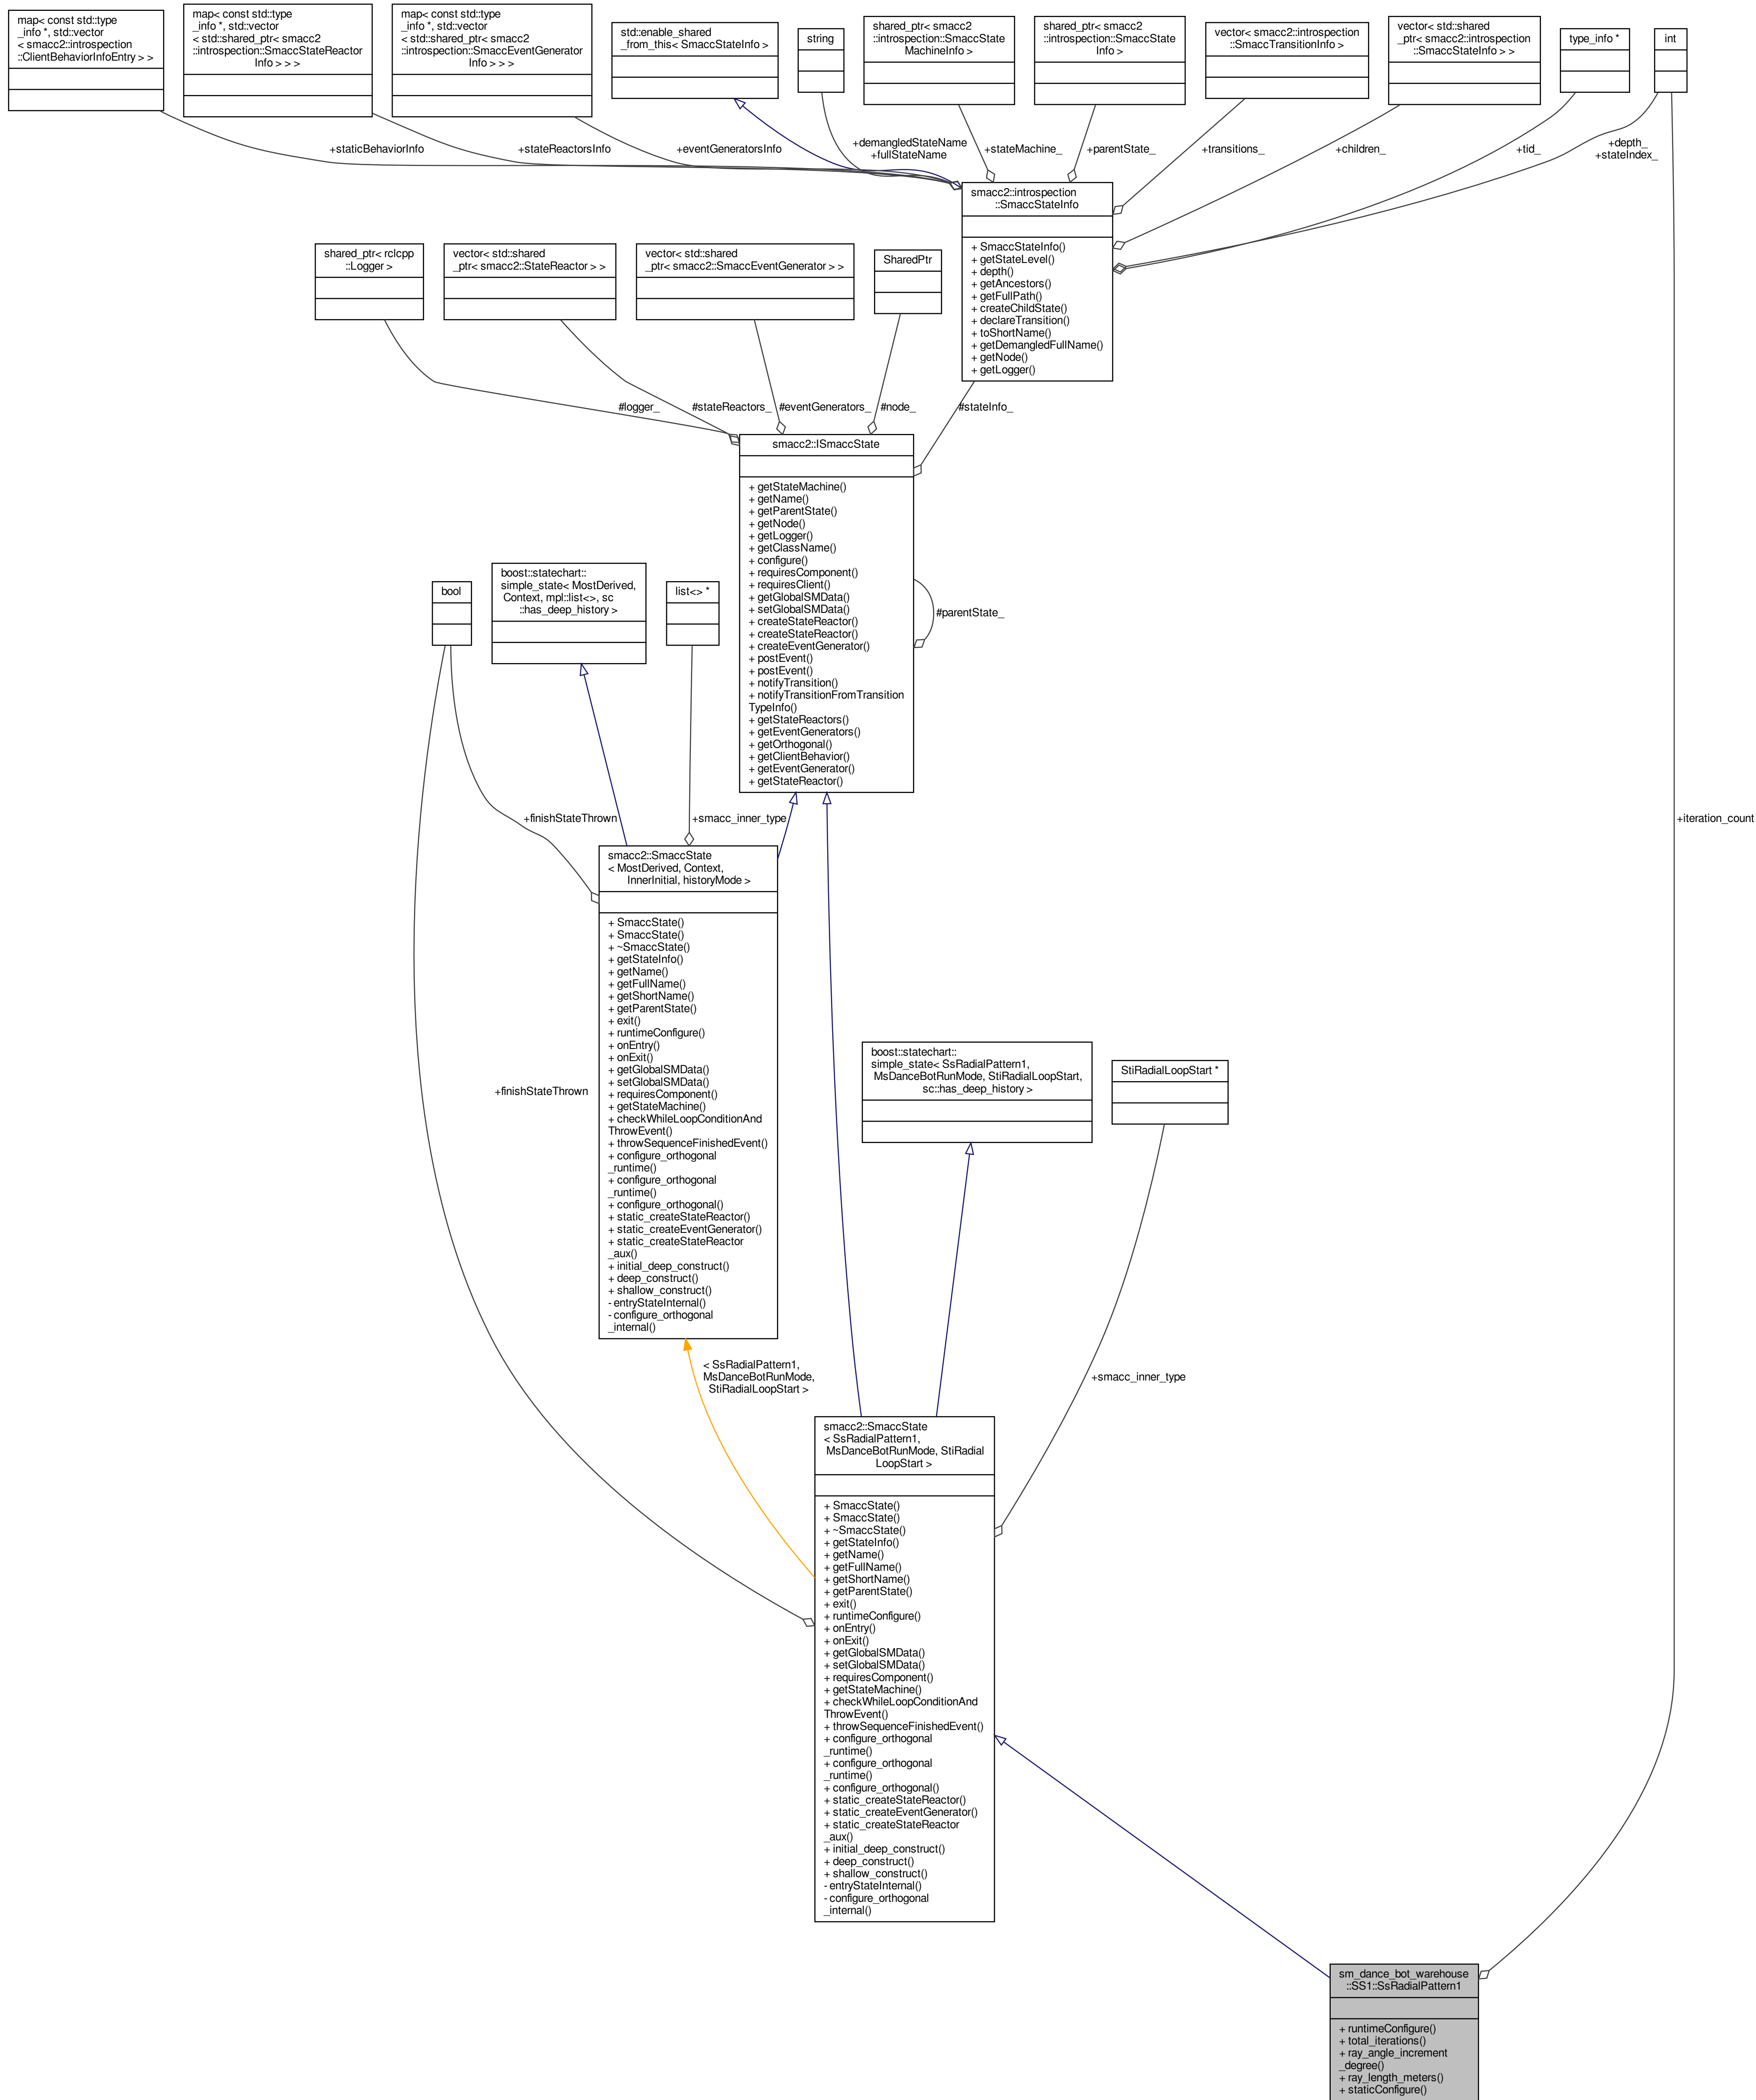 map< const std::type
_info *, std::vector
< smacc2::introspection
::ClientBehaviorInfoEntry > >
map< const std::type
_info *, std::vector
< std::shared_ptr< smacc2
::introspection::SmaccStateReactor
Info > > >
map< const std::type
_info *, std::vector
< std::shared_ptr< smacc2
::introspection::SmaccEventGenerator
Info > > >
std::enable_shared
_from_this< SmaccStateInfo >
string
shared_ptr< smacc2
::introspection::SmaccState
MachineInfo >
shared_ptr< smacc2
::introspection::SmaccState
Info >
vector< smacc2::introspection
::SmaccTransitionInfo >
vector< std::shared
_ptr< smacc2::introspection
::SmaccStateInfo > >
type_info *
int
+staticBehaviorInfo
+stateReactorsInfo
+eventGeneratorsInfo
+demangledStateName
+fullStateName
+stateMachine_
+parentState_
+transitions_
+children_
+tid_
+depth_
+stateIndex_
smacc2::introspection
::SmaccStateInfo
+ SmaccStateInfo()
+ getStateLevel()
+ depth()
+ getAncestors()
+ getFullPath()
+ createChildState()
+ declareTransition()
+ toShortName()
+ getDemangledFullName()
+ getNode()
+ getLogger()
shared_ptr< rclcpp
::Logger >
vector< std::shared
_ptr< smacc2::StateReactor > >
vector< std::shared
_ptr< smacc2::SmaccEventGenerator > >
SharedPtr
#logger_
#stateReactors_
#eventGenerators_
#node_
#stateInfo_
smacc2::ISmaccState
+ getStateMachine()
+ getName()
+ getParentState()
+ getNode()
+ getLogger()
+ getClassName()
+ configure()
+ requiresComponent()
+ requiresClient()
+ getGlobalSMData()
+ setGlobalSMData()
+ createStateReactor()
+ createStateReactor()
+ createEventGenerator()
+ postEvent()
+ postEvent()
+ notifyTransition()
+ notifyTransitionFromTransition
TypeInfo()
+ getStateReactors()
+ getEventGenerators()
+ getOrthogonal()
+ getClientBehavior()
+ getEventGenerator()
+ getStateReactor()
#parentState_
bool
boost::statechart::
simple_state< MostDerived,
Context, mpl::list<>, sc
::has_deep_history >
list<> *
+finishStateThrown
+smacc_inner_type
+iteration_count
smacc2::SmaccState
< MostDerived, Context,
InnerInitial, historyMode >
+ SmaccState()
+ SmaccState()
+ ~SmaccState()
+ getStateInfo()
+ getName()
+ getFullName()
+ getShortName()
+ getParentState()
+ exit()
+ runtimeConfigure()
+ onEntry()
+ onExit()
+ getGlobalSMData()
+ setGlobalSMData()
+ requiresComponent()
+ getStateMachine()
+ checkWhileLoopConditionAnd
ThrowEvent()
+ throwSequenceFinishedEvent()
+ configure_orthogonal
_runtime()
+ configure_orthogonal
_runtime()
+ configure_orthogonal()
+ static_createStateReactor()
+ static_createEventGenerator()
+ static_createStateReactor
_aux()
+ initial_deep_construct()
+ deep_construct()
+ shallow_construct()
- entryStateInternal()
- configure_orthogonal
_internal()
+finishStateThrown
boost::statechart::
simple_state< SsRadialPattern1,
MsDanceBotRunMode, StiRadialLoopStart,
sc::has_deep_history >
StiRadialLoopStart *
< SsRadialPattern1,
MsDanceBotRunMode,
StiRadialLoopStart >
+smacc_inner_type
smacc2::SmaccState
< SsRadialPattern1,
MsDanceBotRunMode, StiRadial
LoopStart >
+ SmaccState()
+ SmaccState()
+ ~SmaccState()
+ getStateInfo()
+ getName()
+ getFullName()
+ getShortName()
+ getParentState()
+ exit()
+ runtimeConfigure()
+ onEntry()
+ onExit()
+ getGlobalSMData()
+ setGlobalSMData()
+ requiresComponent()
+ getStateMachine()
+ checkWhileLoopConditionAnd
ThrowEvent()
+ throwSequenceFinishedEvent()
+ configure_orthogonal
_runtime()
+ configure_orthogonal
_runtime()
+ configure_orthogonal()
+ static_createStateReactor()
+ static_createEventGenerator()
+ static_createStateReactor
_aux()
+ initial_deep_construct()
+ deep_construct()
+ shallow_construct()
- entryStateInternal()
- configure_orthogonal
_internal()
sm_dance_bot_warehouse
::SS1::SsRadialPattern1
+ runtimeConfigure()
+ total_iterations()
+ ray_angle_increment
_degree()
+ ray_length_meters()
+ staticConfigure()